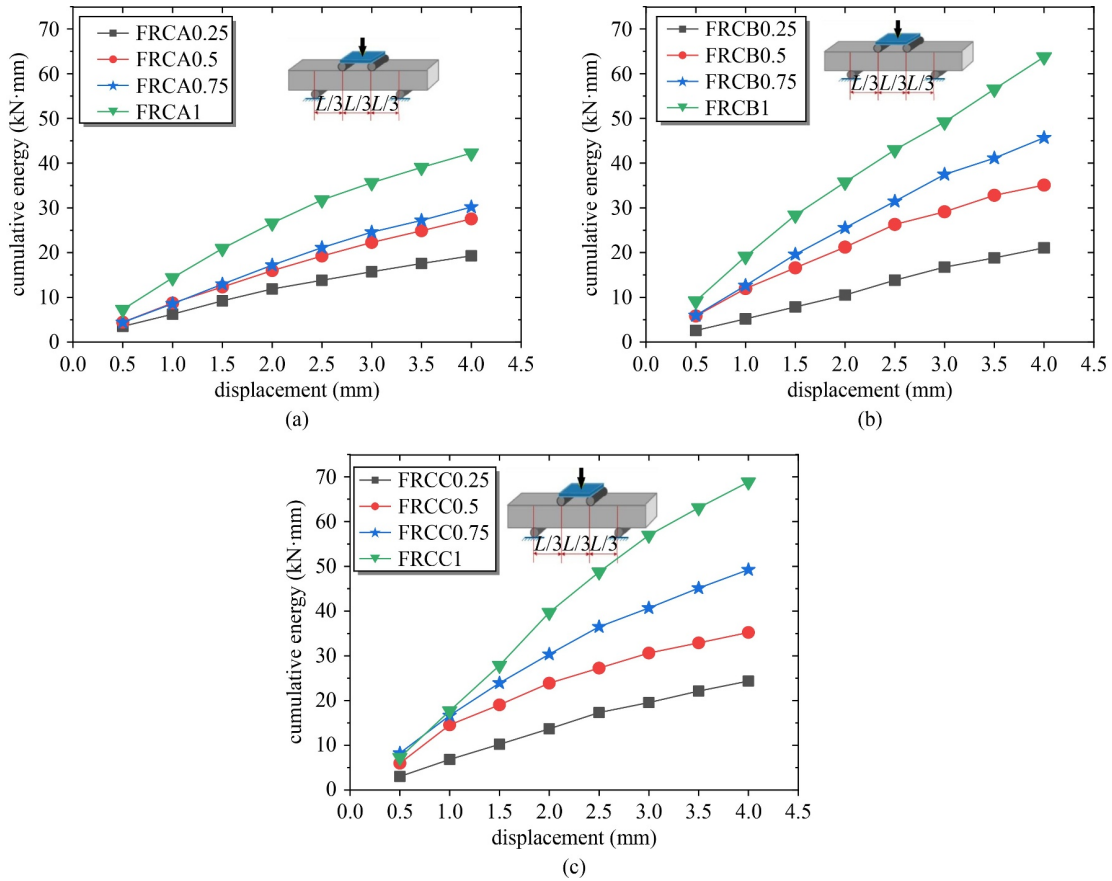 FRCA0.25
FRCA0.5
FRCA0.75
FRCA1
L/3 L/3 L/3
cumulative energy (kN·mm)
70
60
50
40
30
20
10
0
0.0 0.5 1.0 1.5 2.0 2.5 3.0 3.5 4.0 4.5
displacement (mm)
(a)
FRCB0.25
FRCB0.5
FRCB0.75
FRCB1
L/3 L/3 L/3
cumulative energy (kN·mm)
70
60
50
40
30
20
10
0
0.0 0.5 1.0 1.5 2.0 2.5 3.0 3.5 4.0 4.5
displacement (mm)
(b)
FRCC0.25
FRCC0.5
FRCC0.75
FRCC1
L/3 L/3 L/3
cumulative energy (kN·mm)
70
60
50
40
30
20
10
0
0.0 0.5 1.0 1.5 2.0 2.5 3.0 3.5 4.0 4.5
displacement (mm)
(c)